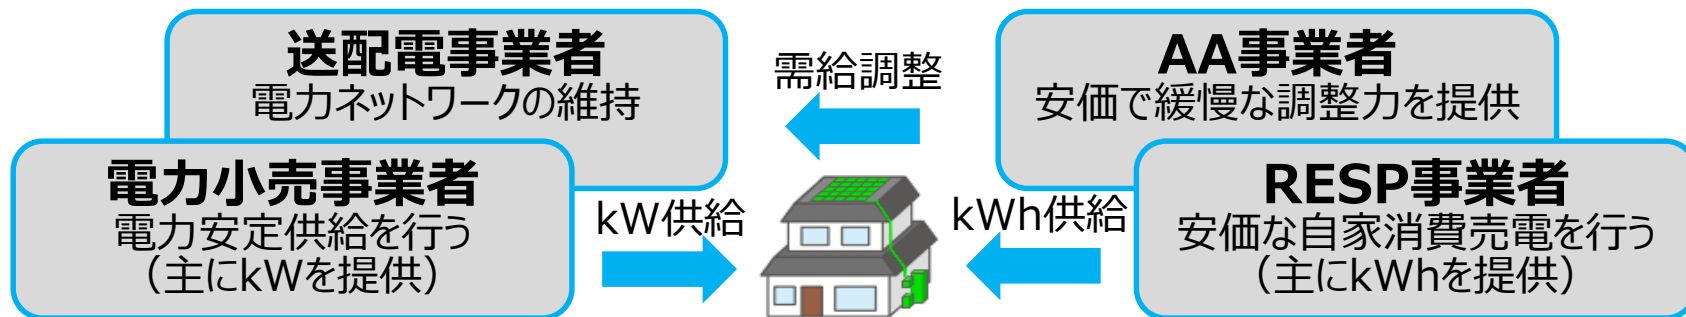 送配電事業者
電力ネットワークの維持
電力小売事業者
電力安定供給を行う
（主にkWを提供）
需給調整
kW供給
kWh供給
AA事業者
安価で緩慢な調整力を提供
RESP事業者
安価な自家消費売電を行う
（主にkWhを提供）